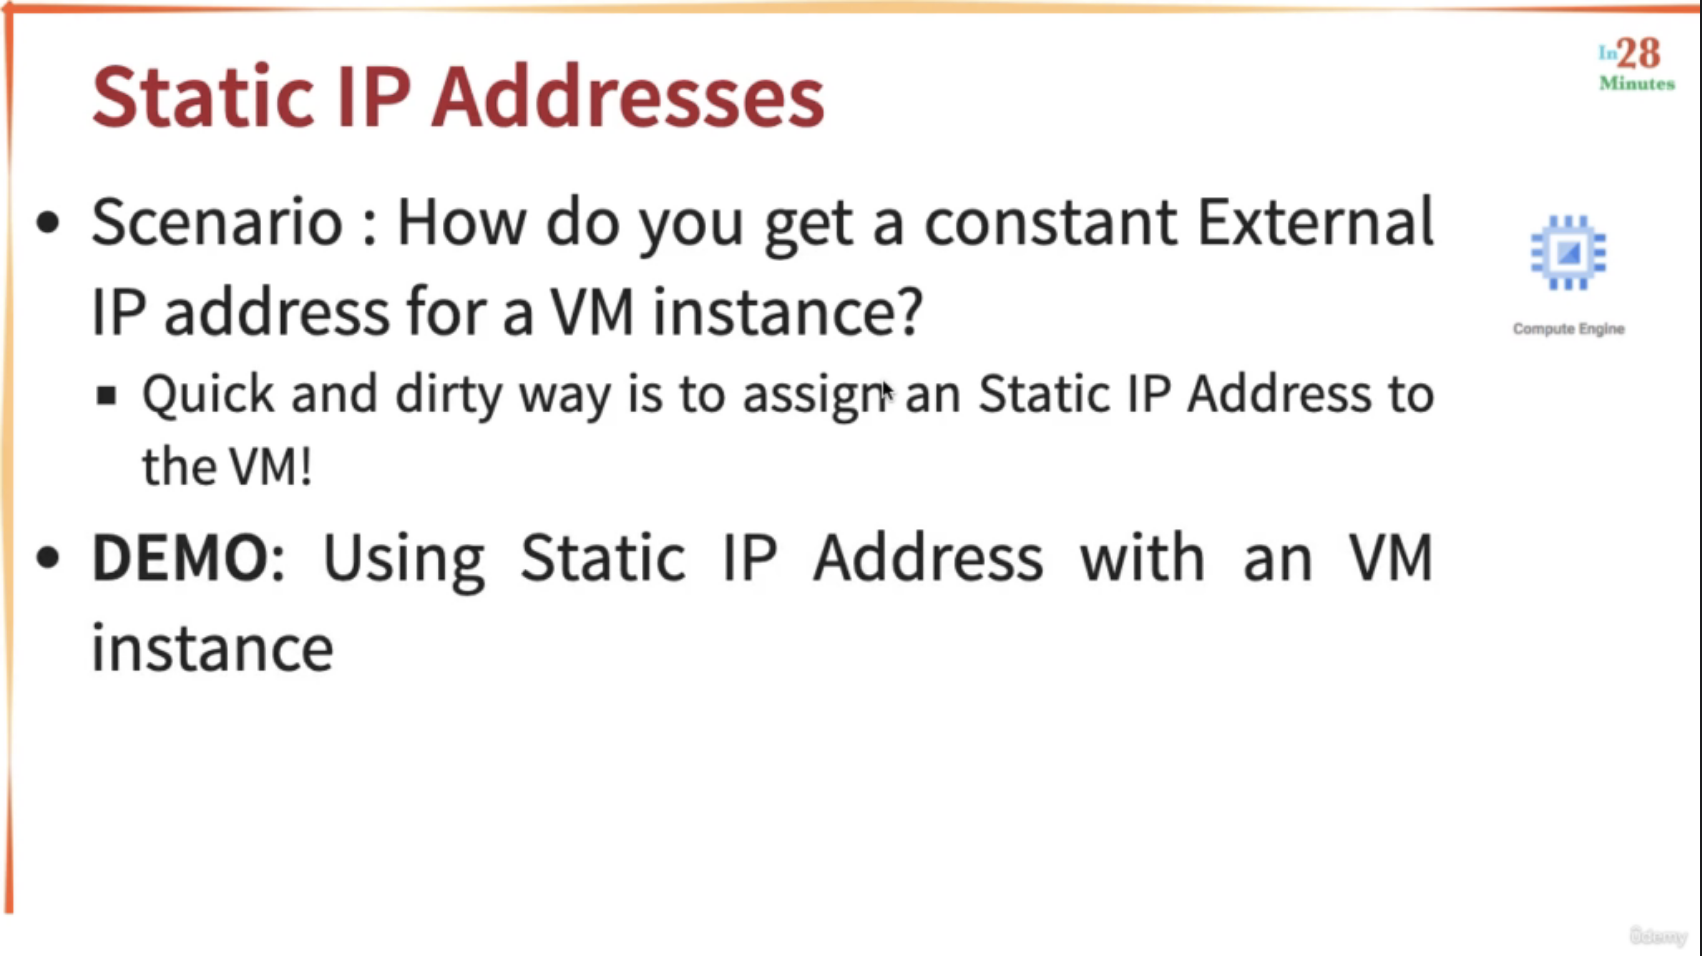 In28
Minutes
Static IP Addresses
• Scenario : How do you get a constant External
IP address for a VM instance?
▪ Quick and dirty way is to assign an Static IP Address to
the VM!
• DEMO: Using Static IP Address with an VM
instance
Compute Engine
ûdemy